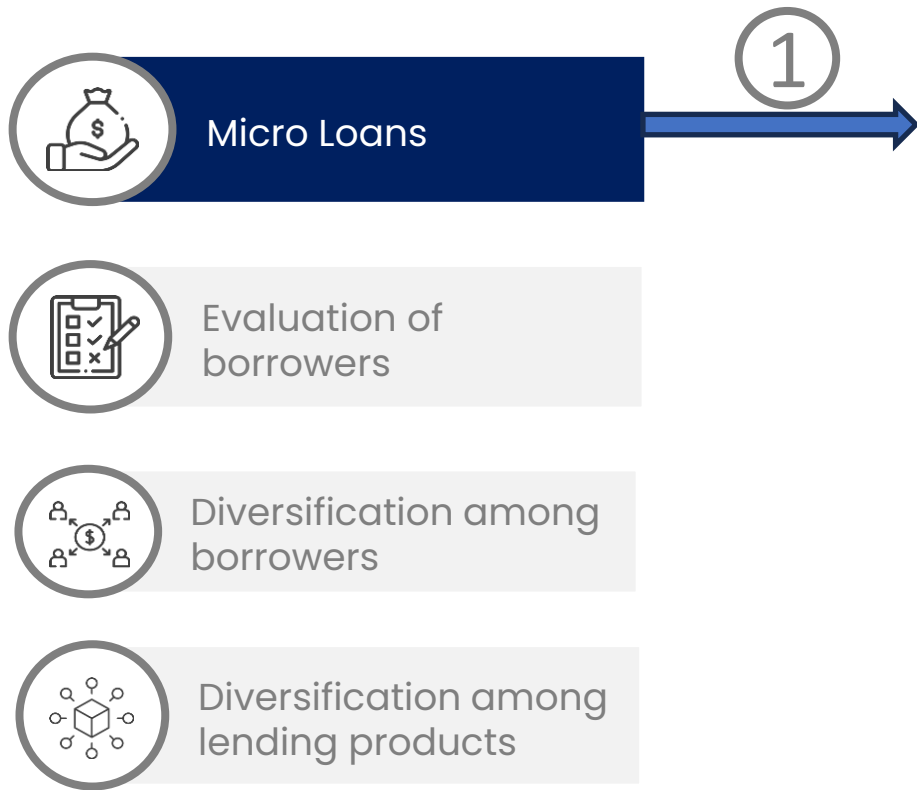 1
Micro Loans
$
Evaluation of
borrowers
Diversification among
borrowers
$
Diversification among
lending products